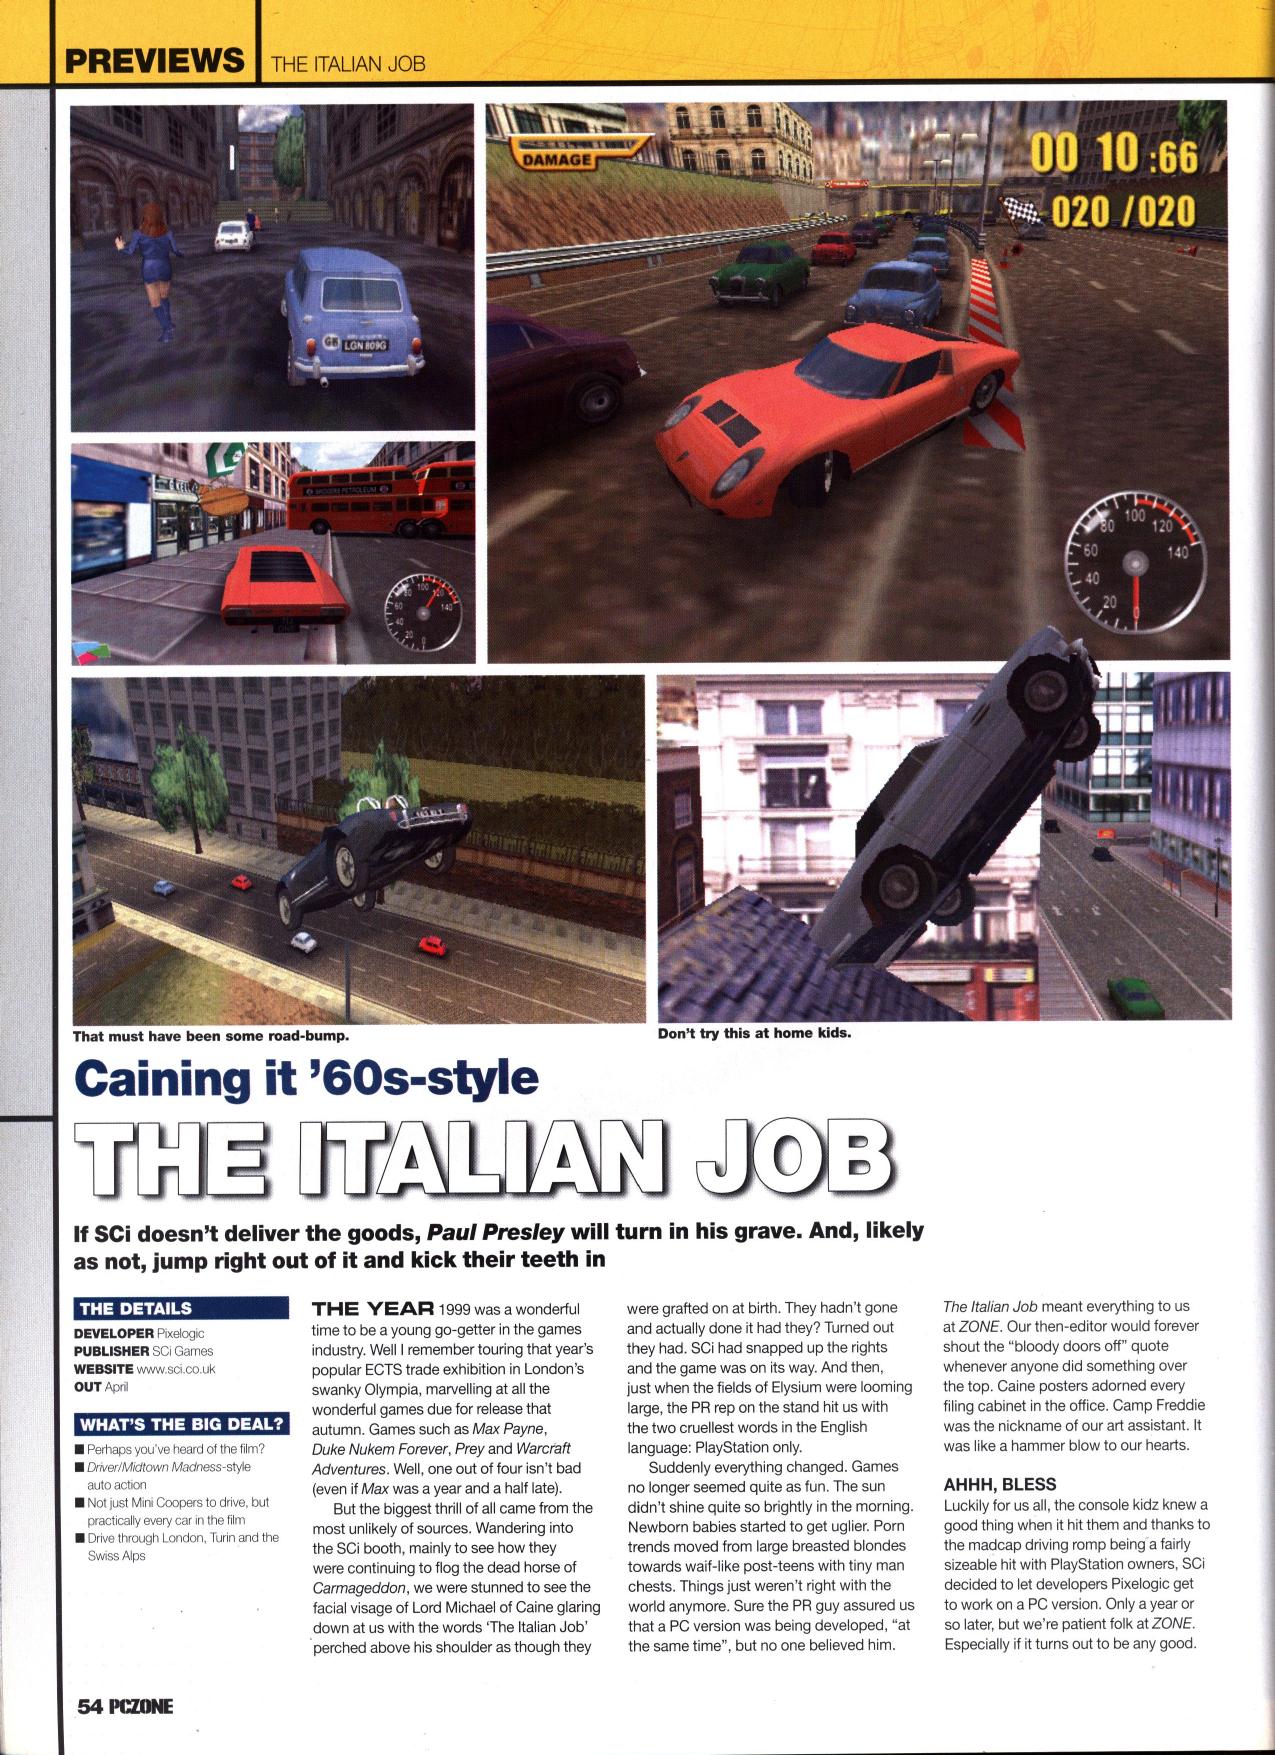 PREVIEWS
THE ITALIAN JOB
DAMAGE
00 10 :66
020 /020
GB
LGN 809G
BRIDGERS PETROLEUM
0
20
40
60
80
100
120
140
0
20
40
60
80
100
120
140
That must have been some road-bump.
Don't try this at home kids.
Caining it '60s-style
THE ITALIAN JOB
If SCi doesn't deliver the goods, Paul Presley will turn in his grave. And, likely
as not, jump right out of it and kick their teeth in
THE DETAILS
DEVELOPER Pixelogic
PUBLISHER SCi Games
WEBSITE www.sci.co.uk
OUT April
WHAT'S THE BIG DEAL?
■ Perhaps you've heard of the film?
■ Driver/Midtown Madness-style
auto action
■ Not just Mini Coopers to drive, but
practically every car in the film
■ Drive through London, Turin and the
Swiss Alps
THE YEAR 1999 was a wonderful
time to be a young go-getter in the games
industry. Well I remember touring that year's
popular ECTS trade exhibition in London's
swanky Olympia, marvelling at all the
wonderful games due for release that
autumn. Games such as Max Payne,
Duke Nukem Forever, Prey and Warcraft
Adventures. Well, one out of four isn't bad
(even if Max was a year and a half late).
But the biggest thrill of all came from the
most unlikely of sources. Wandering into
the SCi booth, mainly to see how they
were continuing to flog the dead horse of
Carmageddon, we were stunned to see the
facial visage of Lord Michael of Caine glaring
down at us with the words 'The Italian Job'
perched above his shoulder as though they
were grafted on at birth. They hadn't gone
and actually done it had they? Turned out
they had. SCi had snapped up the rights
and the game was on its way. And then,
just when the fields of Elysium were looming
large, the PR rep on the stand hit us with
the two cruellest words in the English
language: PlayStation only.
Suddenly everything changed. Games
no longer seemed quite as fun. The sun
didn't shine quite so brightly in the morning.
Newborn babies started to get uglier. Porn
trends moved from large breasted blondes
towards waif-like post-teens with tiny man
chests. Things just weren't right with the
world anymore. Sure the PR guy assured us
that a PC version was being developed, "at
the same time", but no one believed him.
The Italian Job meant everything to us
at ZONE. Our then-editor would forever
shout the "bloody doors off" quote
whenever anyone did something over
the top. Caine posters adorned every
filing cabinet in the office. Camp Freddie
was the nickname of our art assistant. It
was like a hammer blow to our hearts.
AHHH, BLESS
Luckily for us all, the console kidz knew a
good thing when it hit them and thanks to
the madcap driving romp being a fairly
sizeable hit with PlayStation owners, SCi
decided to let developers Pixelogic get
to work on a PC version. Only a year or
so later, but we're patient folk at ZONE.
Especially if it turns out to be any good.
54 PCZONE